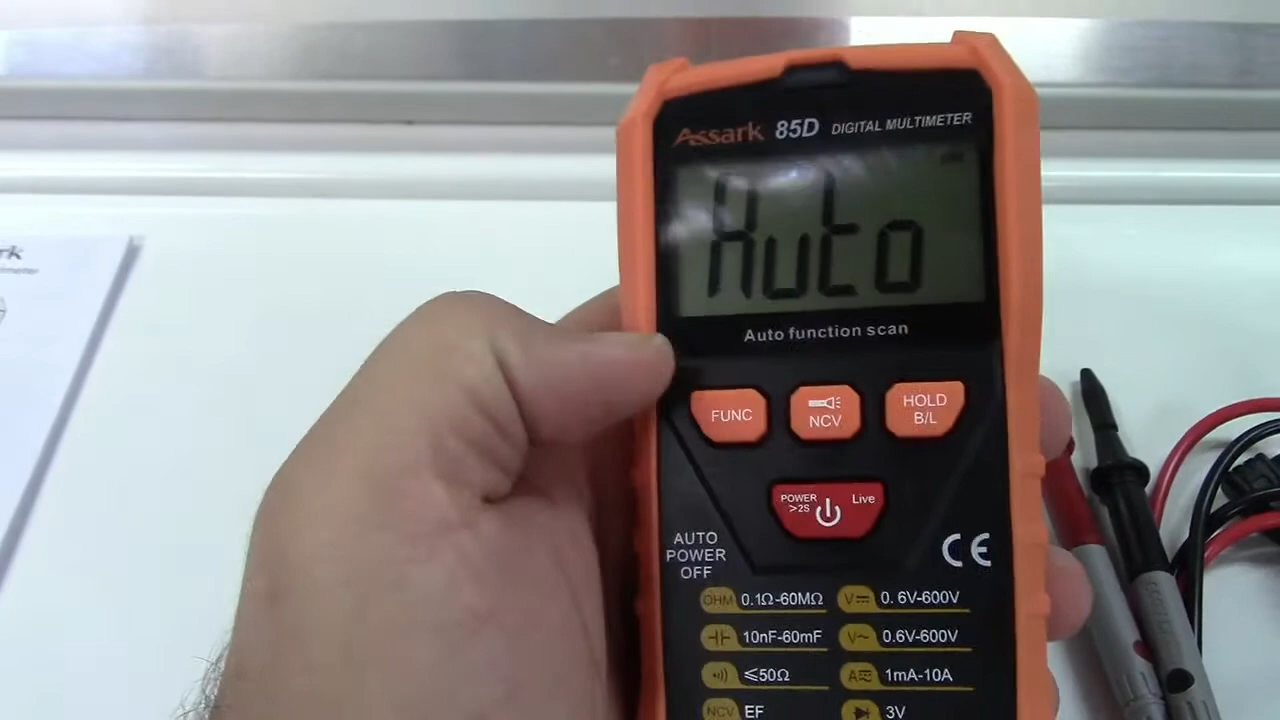 Assark 85D DIGITAL MULTIMETER
Auto
Auto function scan
FUNC
NCV
HOLD
B/L
POWER
>2S
Live
AUTO
POWER
OFF
CE
OHM 0.1Ω-60MΩ
V 0.6V-600V
10nF-60mF
V~ 0.6V-600V
≤50Ω
A 1mA-10A
NCV EF
3V
rk